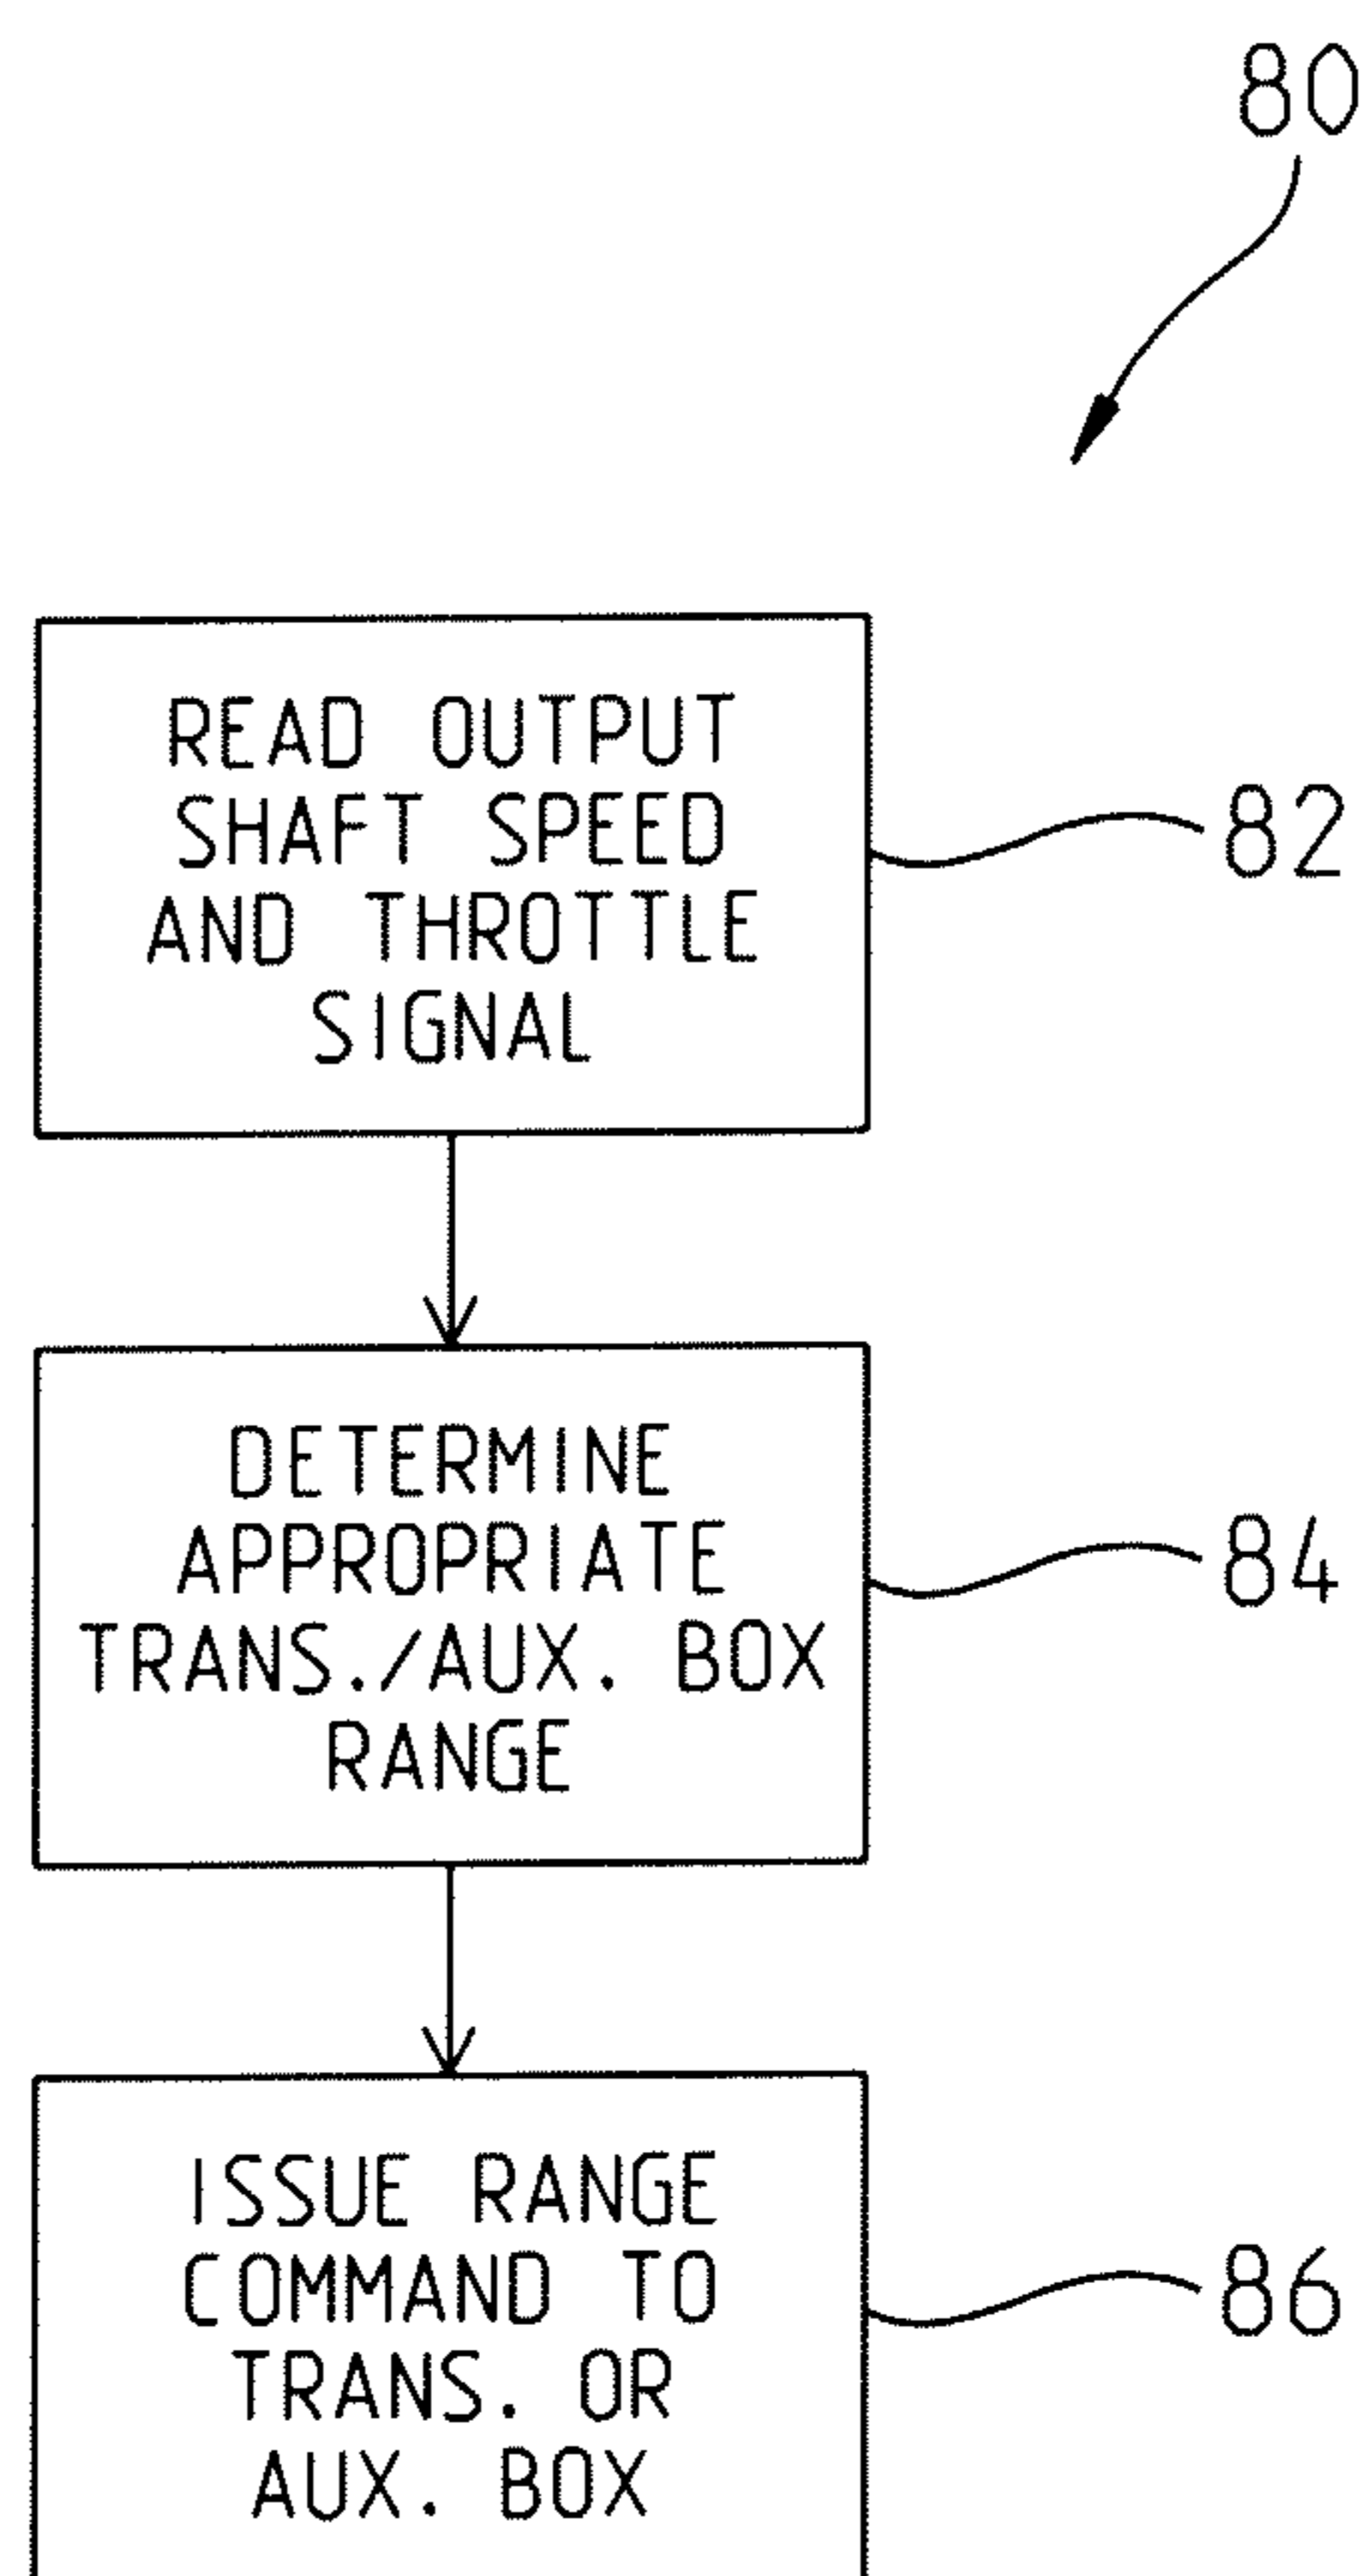 80
READ OUTPUT
SHAFT SPEED
AND THROTTLE
SIGNAL
82
DETERMINE
APPROPRIATE
TRANS./AUX. BOX
RANGE
84
ISSUE RANGE
COMMAND TO
TRANS. OR
AUX. BOX
86